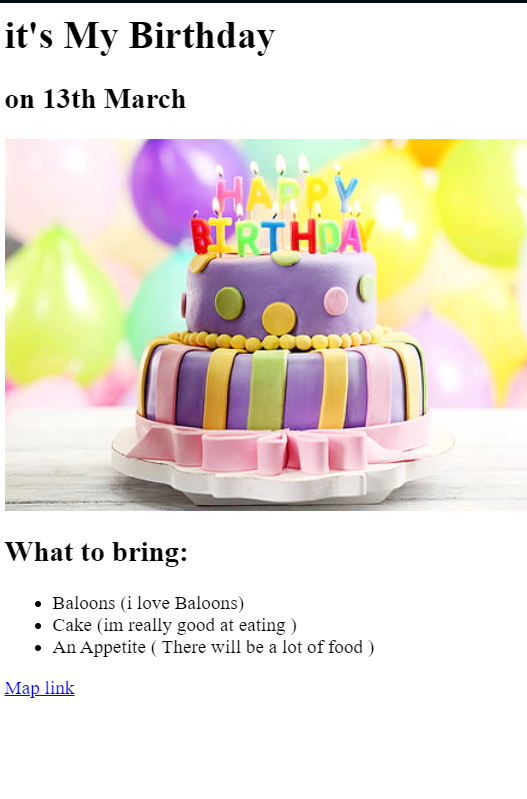 it's My Birthday
on 13th March
HAPPY
BIRTHDAY
What to bring:
Baloons (i love Baloons)
Cake (im really good at eating )
An Appetite ( There will be a lot of food )
Map link